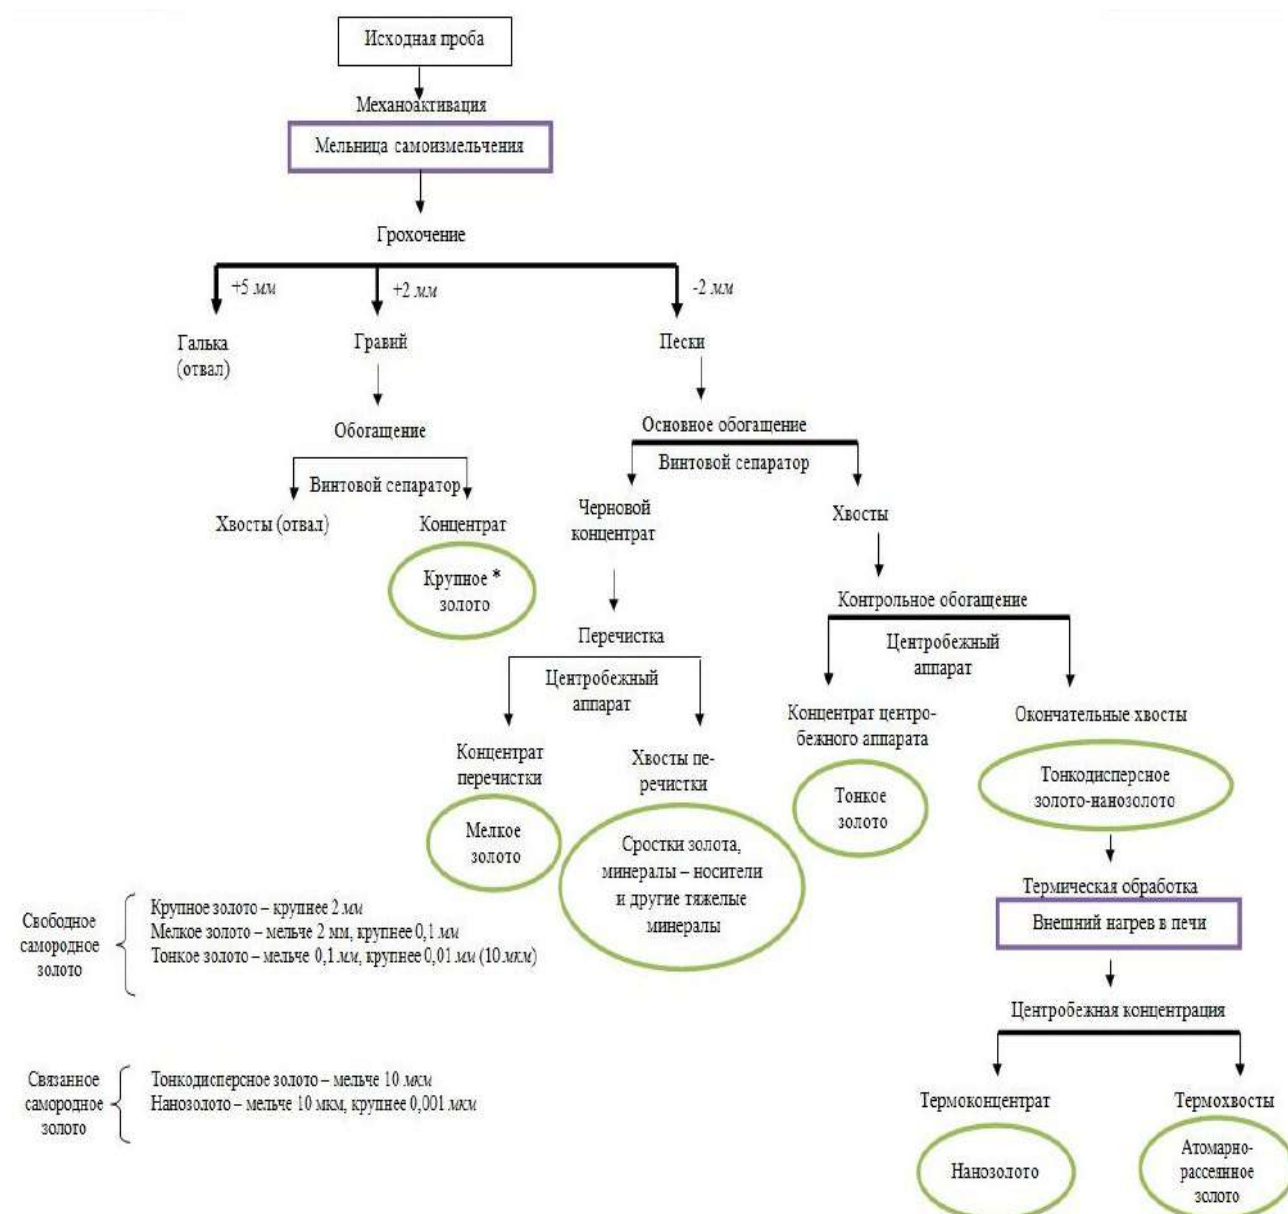 Исходная проба
Механоактивация
Мельница самоизмельчения
Грохочение
+5 мм
+2 мм
-2 мм
Галька
(отвал)
Гравий
Пески
Обогащение
Винтовой сепаратор
Хвосты (отвал)
Концентрат
Крупное *
золото
Основное обогащение
Винтовой сепаратор
Черновой
концентрат
Хвосты
Перечистка
Центробежный
аппарат
Контрольное обогащение
Центробежный
аппарат
Концентрат
перечистки
Мелкое
золото
Хвосты пе-
речистки
Сростки золота,
минералы – носители
и другие тяжелые
минералы
Концентрат центро-
бежного аппарата
Тонкое
золото
Окончательные хвосты
Тонкодисперсное
золото-нанозолото
Термическая обработка
Внешний нагрев в печи
Центробежная концентрация
Термоконцентрат
Нанозолото
Термохвосты
Атомарно-
рассеянное
золото
Свободное
самородное
золото
Крупное золото – крупнее 2 мм
Мелкое золото – мельче 2 мм, крупнее 0,1 мм
Тонкое золото – мельче 0,1 мм, крупнее 0,01 мм (10 мкм)
Связанное
самородное
золото
Тонкодисперсное золото – мельче 10 мкм
Нанозолото – мельче 10 мкм, крупнее 0,001 мкм